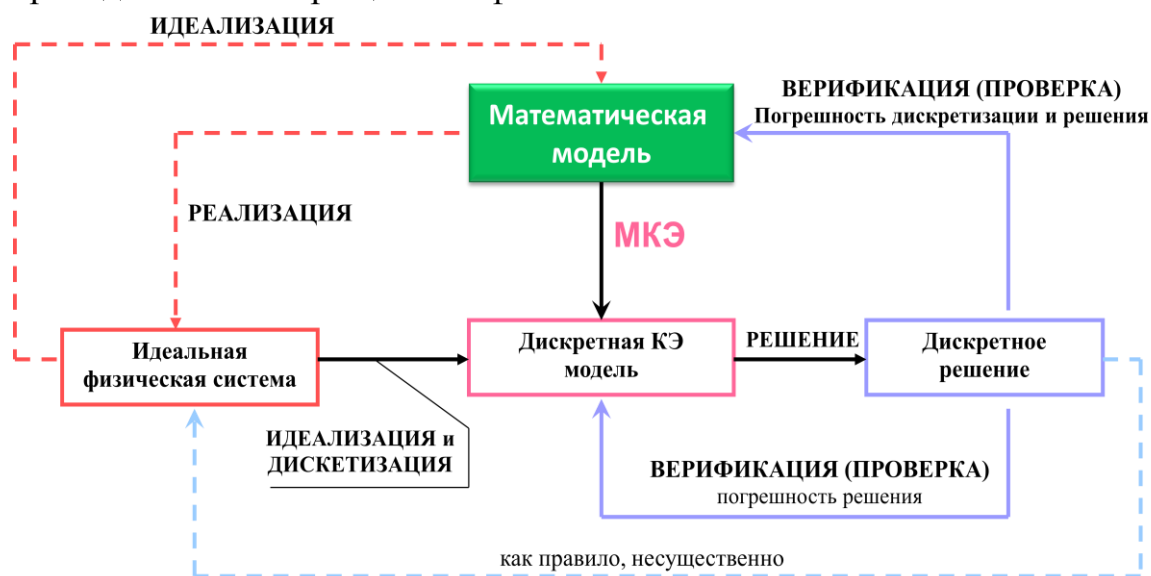 ИДЕАЛИЗАЦИЯ
ВЕРИФИКАЦИЯ (ПРОВЕРКА)
Погрешность дискретизации и решения
Математическая
модель
РЕАЛИЗАЦИЯ
МКЭ
Идеальная
физическая система
Дискретная КЭ
модель
РЕШЕНИЕ
Дискретное
решение
ИДЕАЛИЗАЦИЯ и
ДИСКЕТИЗАЦИЯ
ВЕРИФИКАЦИЯ (ПРОВЕРКА)
погрешность решения
как правило, несущественно